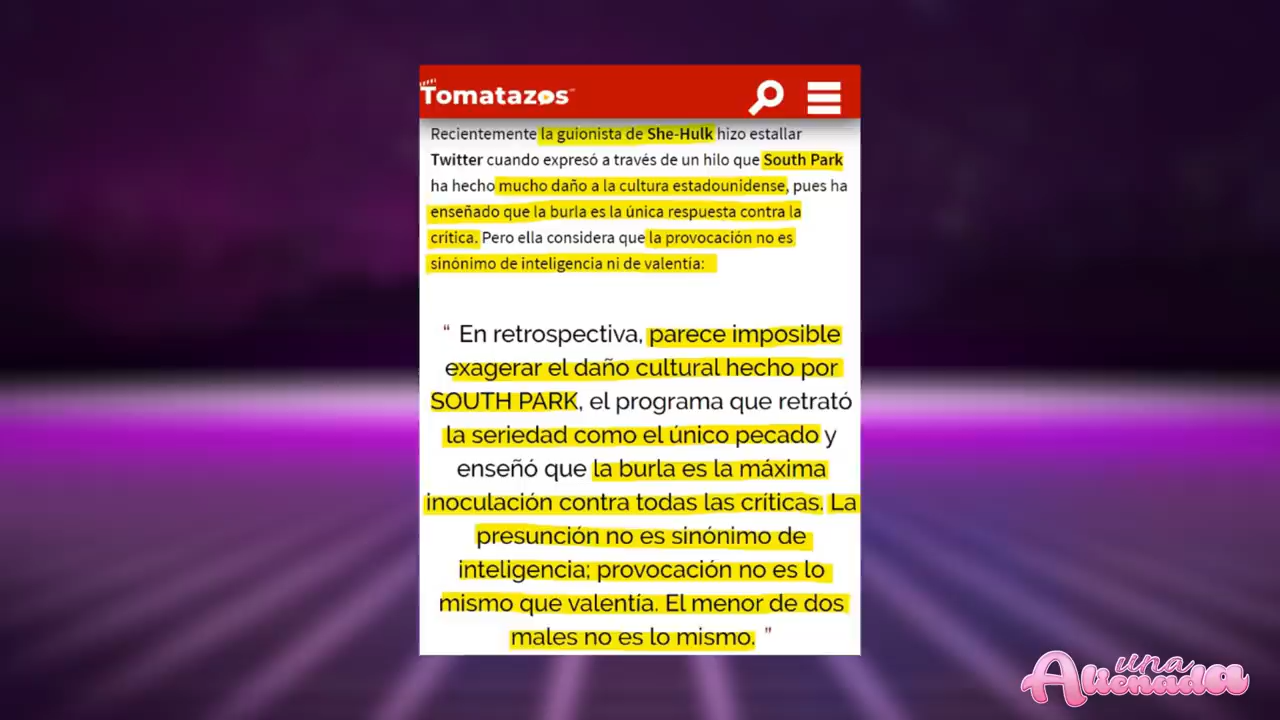 Tomatazos
Recientemente la guionista de She-Hulk hizo estallar
Twitter cuando expresó a través de un hilo que South Park
ha hecho mucho daño a la cultura estadounidense, pues ha
enseñado que la burla es la única respuesta contra la
crítica. Pero ella considera que la provocación no es
sinónimo de inteligencia ni de valentía:
“ En retrospectiva, parece imposible
exagerar el daño cultural hecho por
SOUTH PARK, el programa que retrató
la seriedad como el único pecado y
enseñó que la burla es la máxima
inoculación contra todas las críticas. La
presunción no es sinónimo de
inteligencia; provocación no es lo
mismo que valentía. El menor de dos
males no es lo mismo. ”
una
Alienada